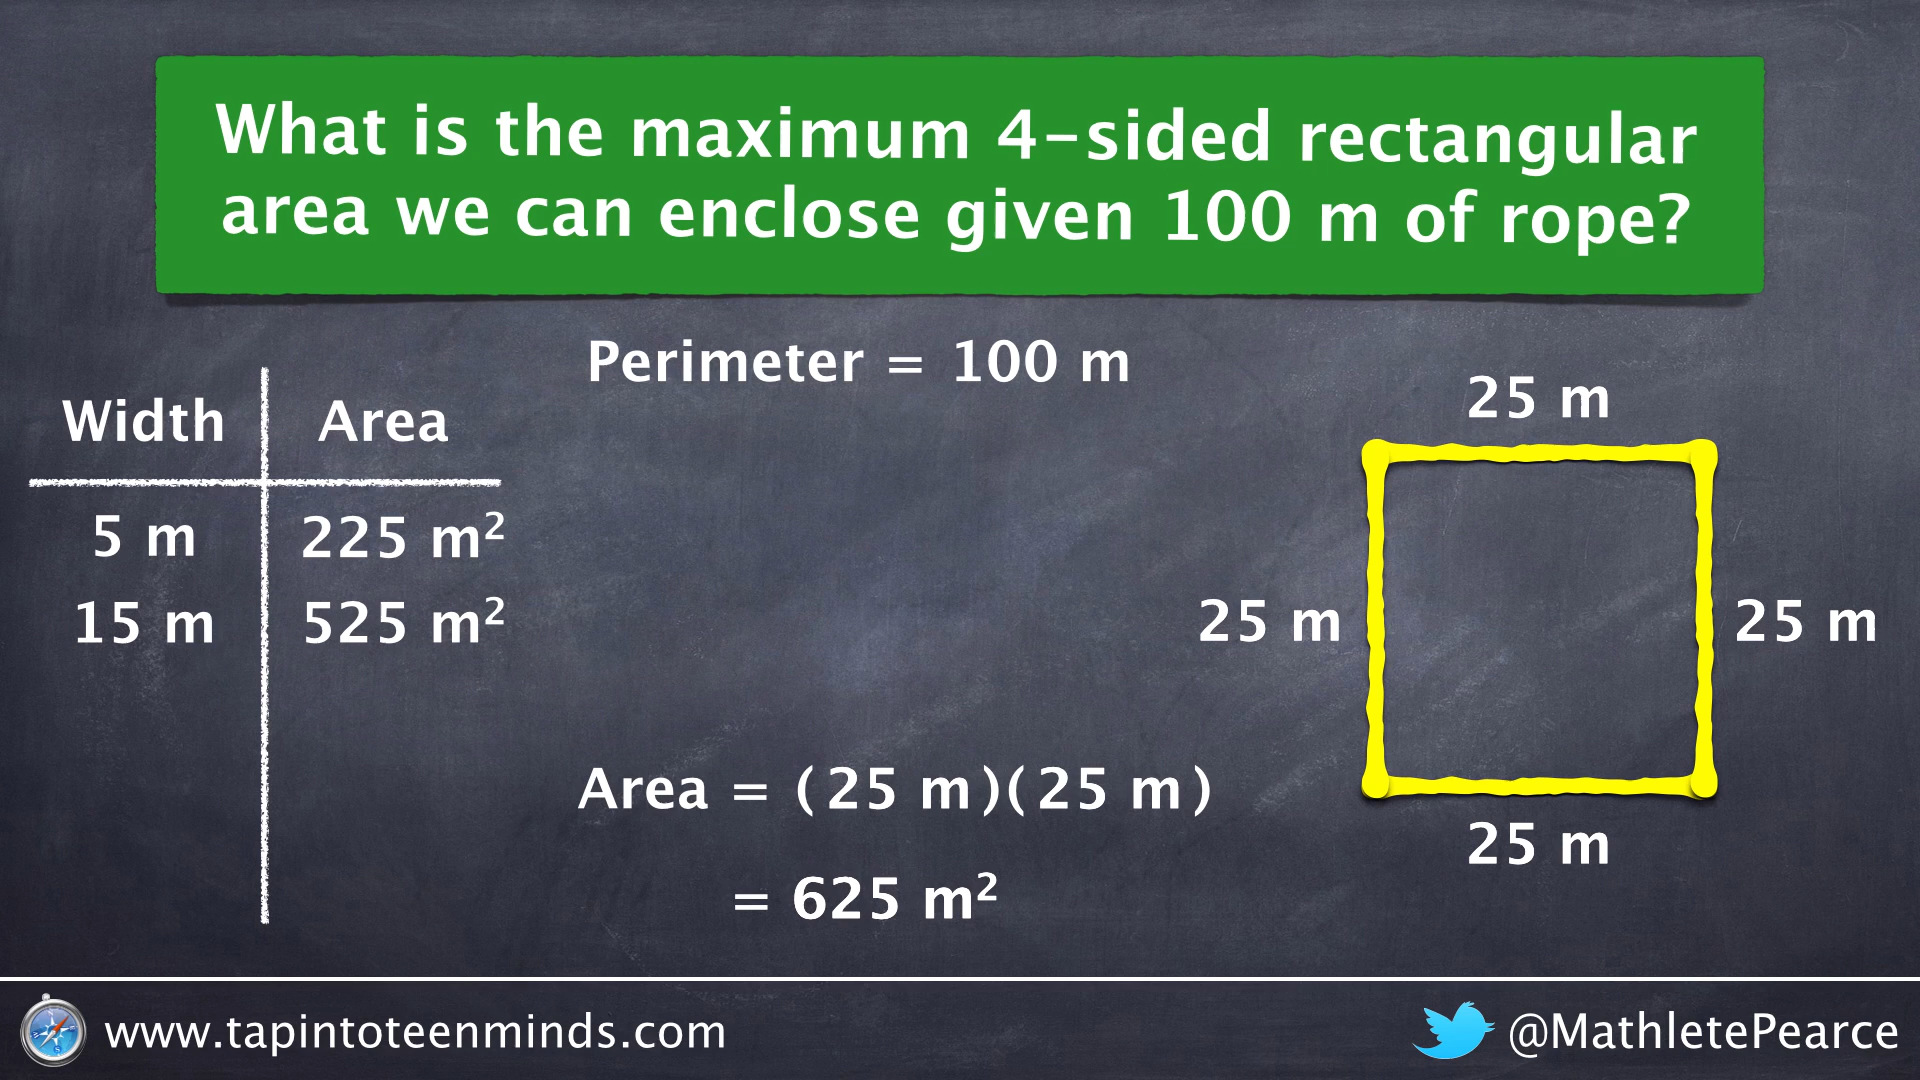 What is the maximum 4-sided rectangular
area we can enclose given 100 m of rope?
Perimeter = 100 m
Width Area
5 m 225 m²
15 m 525 m²
25 m
25 m 25 m
25 m
Area = (25 m)(25 m)
= 625 m²
www.tapintoteenminds.com
@MathletePearce